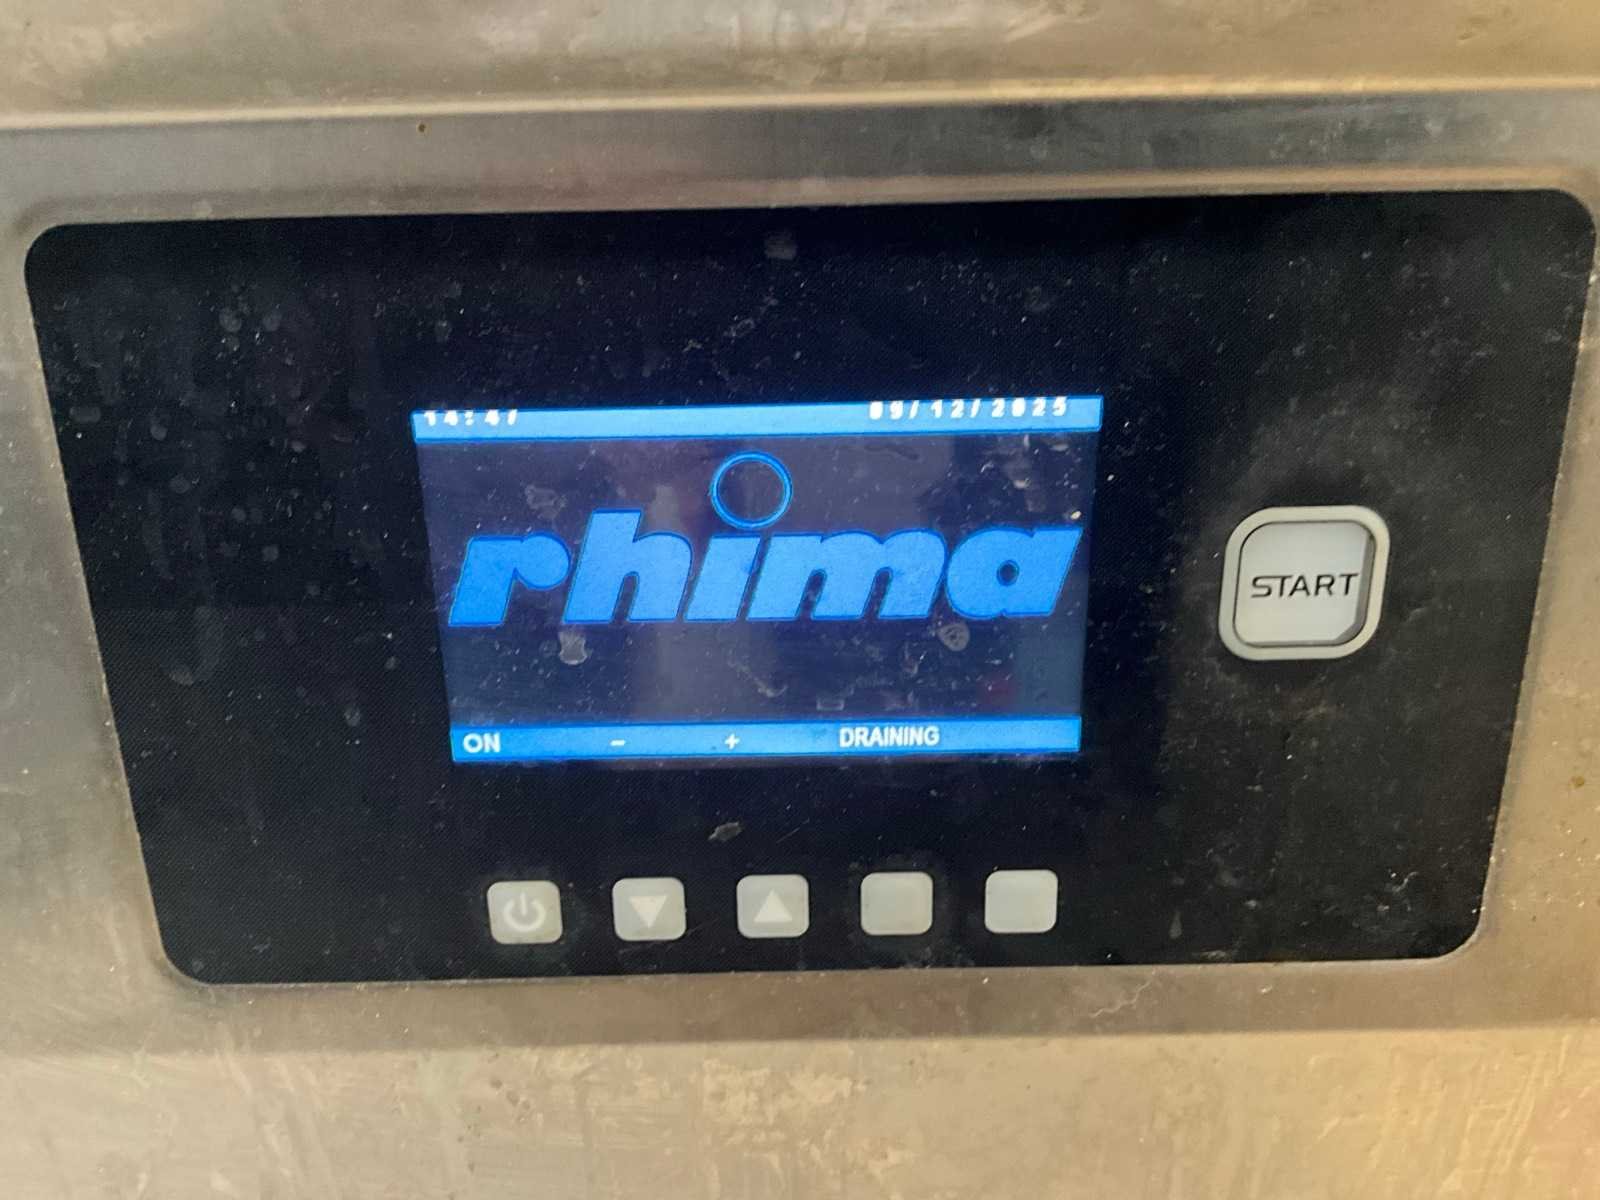 14:47 09/12/2025
rhima
START
ON - + DRAINING